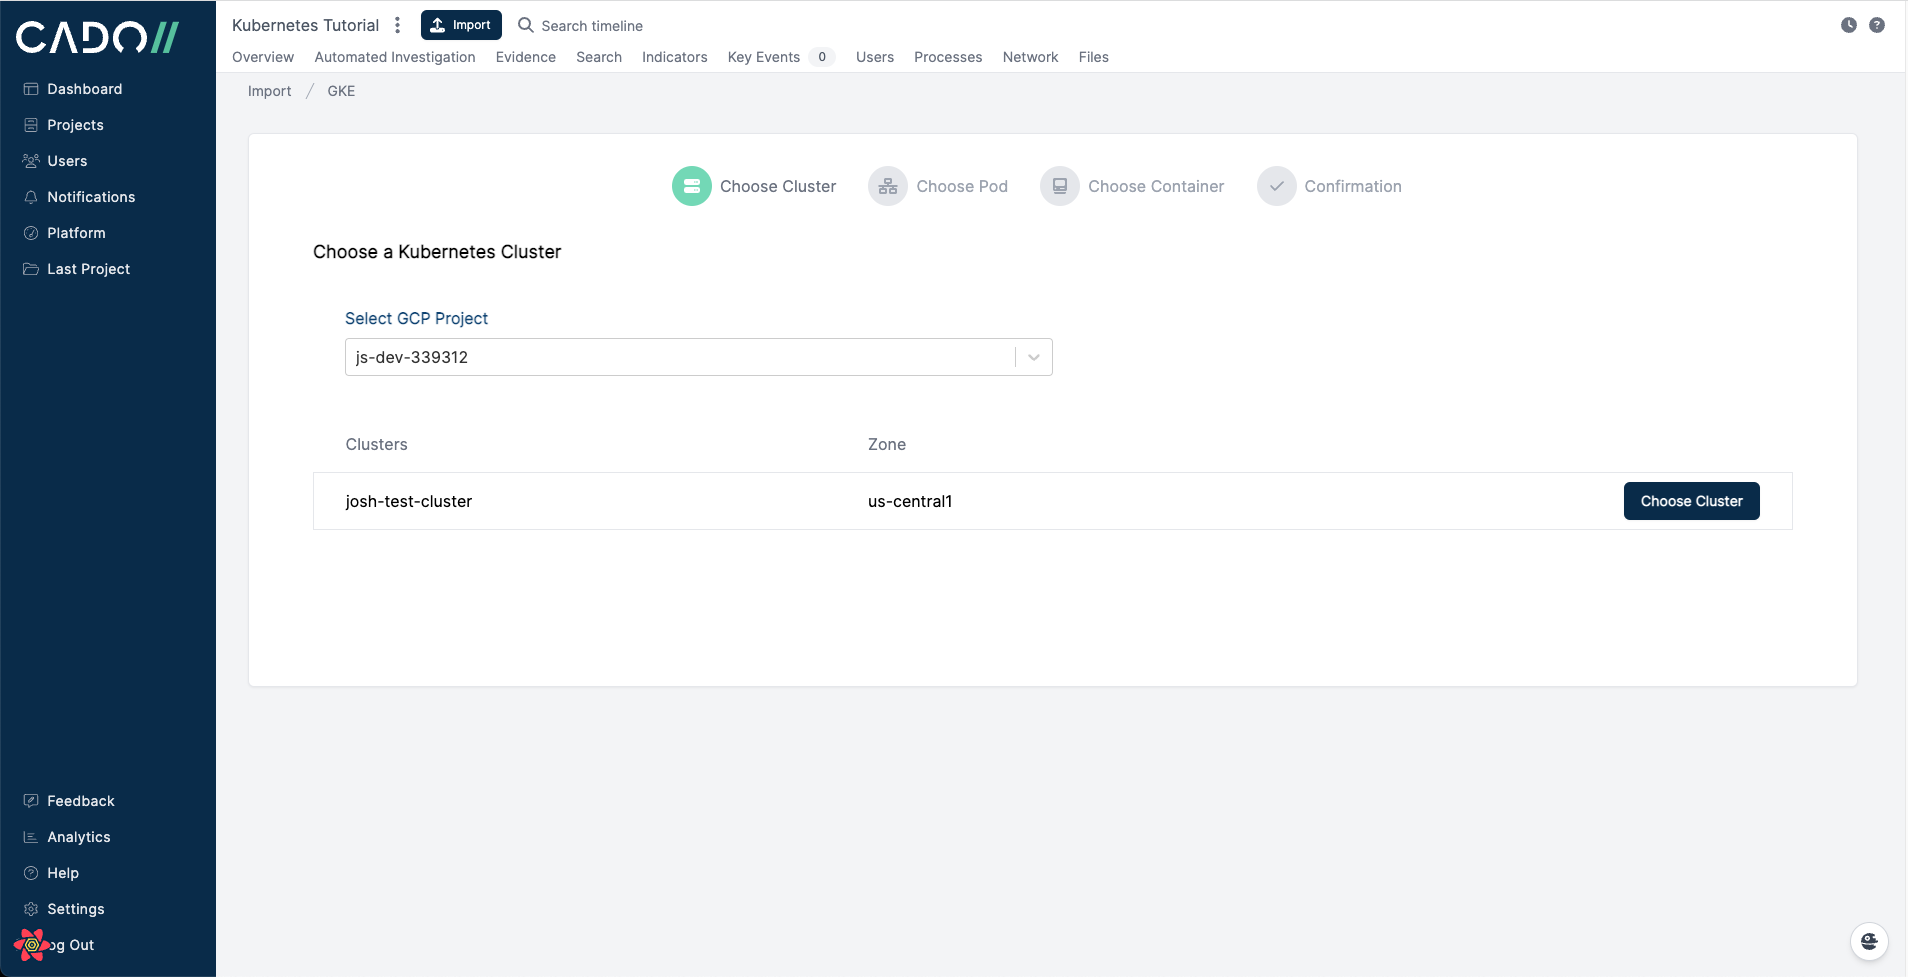 CADO//
Dashboard
Projects
Users
Notifications
Platform
Last Project
Feedback
Analytics
Help
Settings
og Out
Kubernetes Tutorial
Import
Search timeline
Overview Automated Investigation Evidence Search Indicators Key Events 0 Users Processes Network Files
Import / GKE
Choose Cluster Choose Pod Choose Container Confirmation
Choose a Kubernetes Cluster
Select GCP Project
js-dev-339312
Clusters Zone
josh-test-cluster us-central1 Choose Cluster